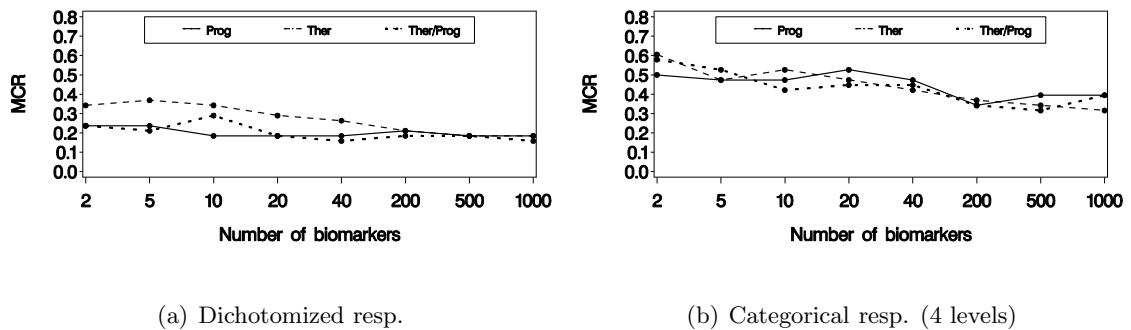 MCR
0.8
0.7
0.6
0.5
0.4
0.3
0.2
0.1
0.0
Prog Ther Ther/Prog
2 5 10 20 40 200 500 1000
Number of biomarkers
(a) Dichotomized resp.
MCR
0.8
0.7
0.6
0.5
0.4
0.3
0.2
0.1
0.0
Prog Ther Ther/Prog
2 5 10 20 40 200 500 1000
Number of biomarkers
(b) Categorical resp. (4 levels)